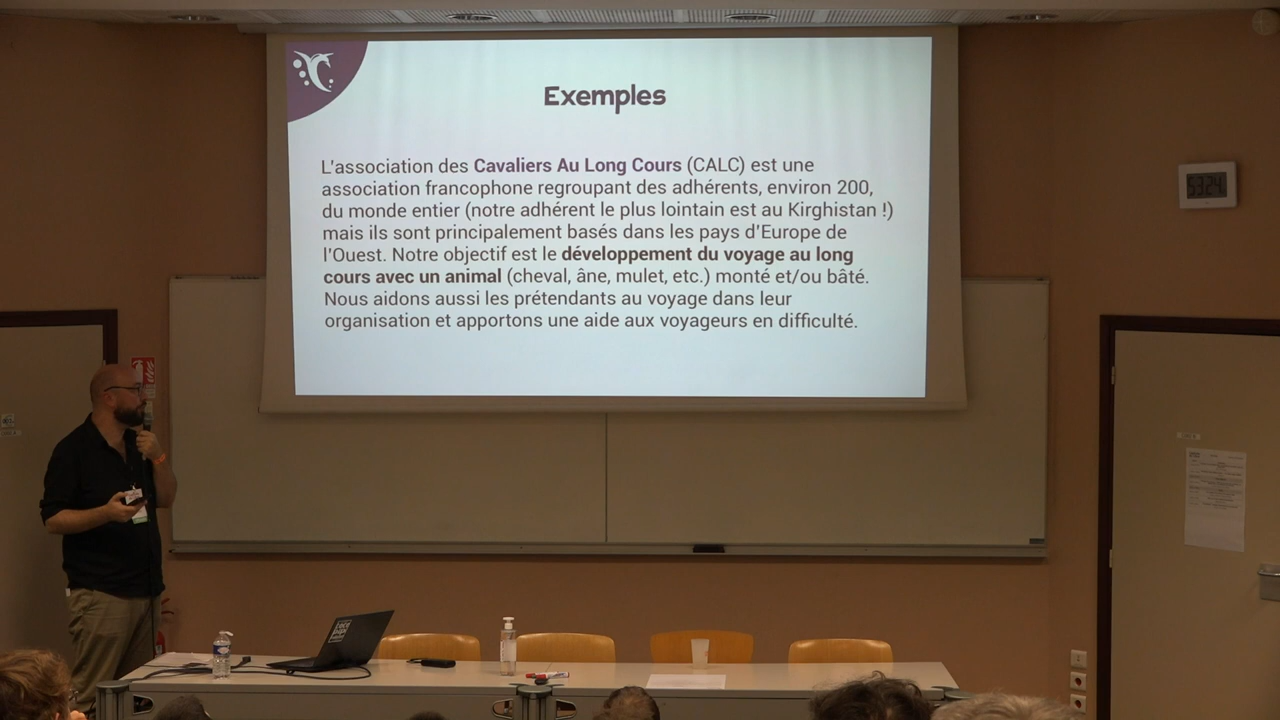 Exemples
L'association des Cavaliers Au Long Cours (CALC) est une
association francophone regroupant des adhérents, environ 200,
du monde entier (notre adhérent le plus lointain est au Kirghistan !)
mais ils sont principalement basés dans les pays d'Europe de
l'Ouest. Notre objectif est le développement du voyage au long
cours avec un animal (cheval, âne, mulet, etc.) monté et/ou bâté.
Nous aidons aussi les prétendants au voyage dans leur
organisation et apportons une aide aux voyageurs en difficulté.